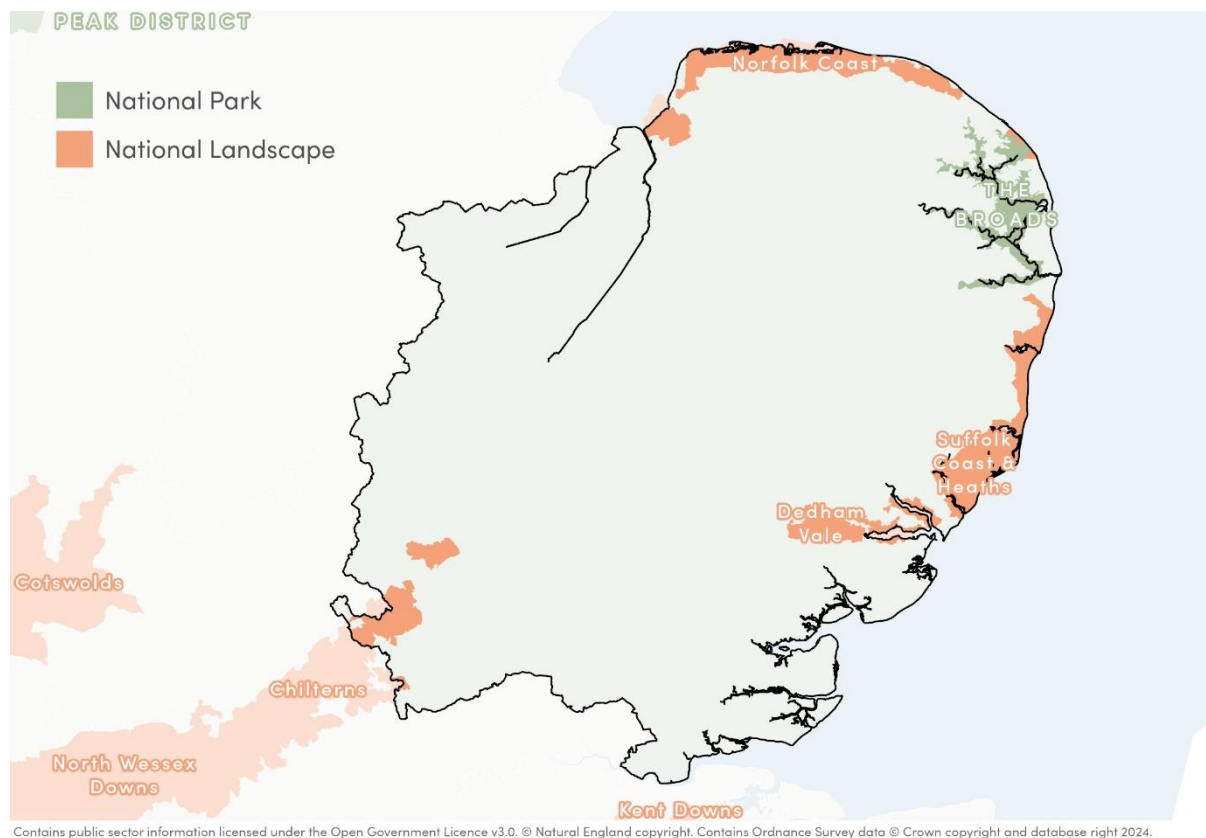 PEAK DISTRICT
National Park
National Landscape
Norfolk Coast
THE
BROADS
Suffolk
Coast &
Heaths
Dedham
Vale
Cotswolds
Chilterns
North Wessex
Downs
Kent Downs
Contains public sector information licensed under the Open Government Licence v3.0. © Natural England copyright. Contains Ordnance Survey data © Crown copyright and database right 2024.